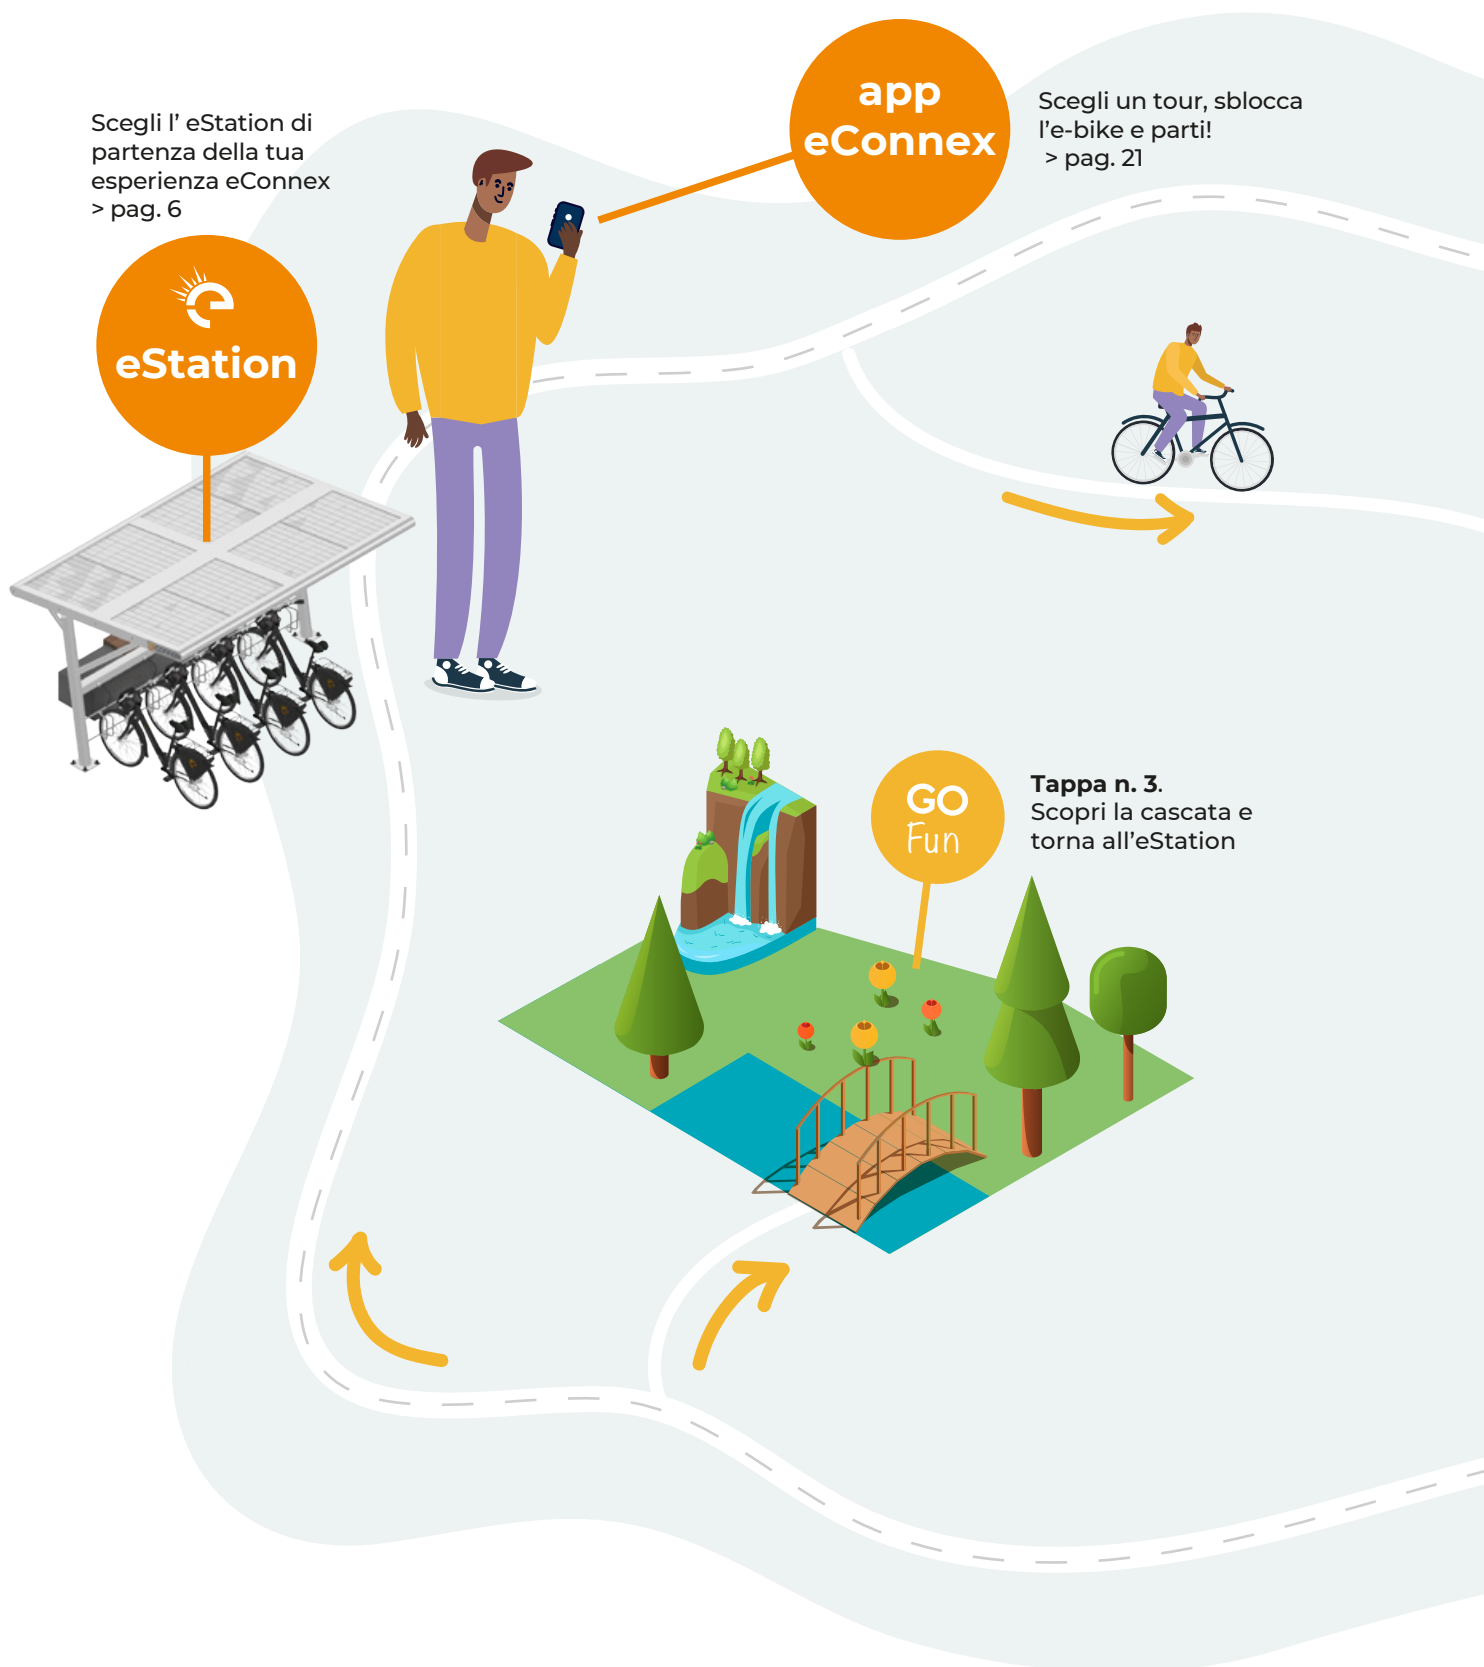 Scegli l' eStation di
partenza della tua
esperienza eConnex
> pag. 6
eStation
app
eConnex
Scegli un tour, sblocca
l'e-bike e parti!
> pag. 21
GO
Fun
Tappa n. 3.
Scopri la cascata e
torna all'eStation